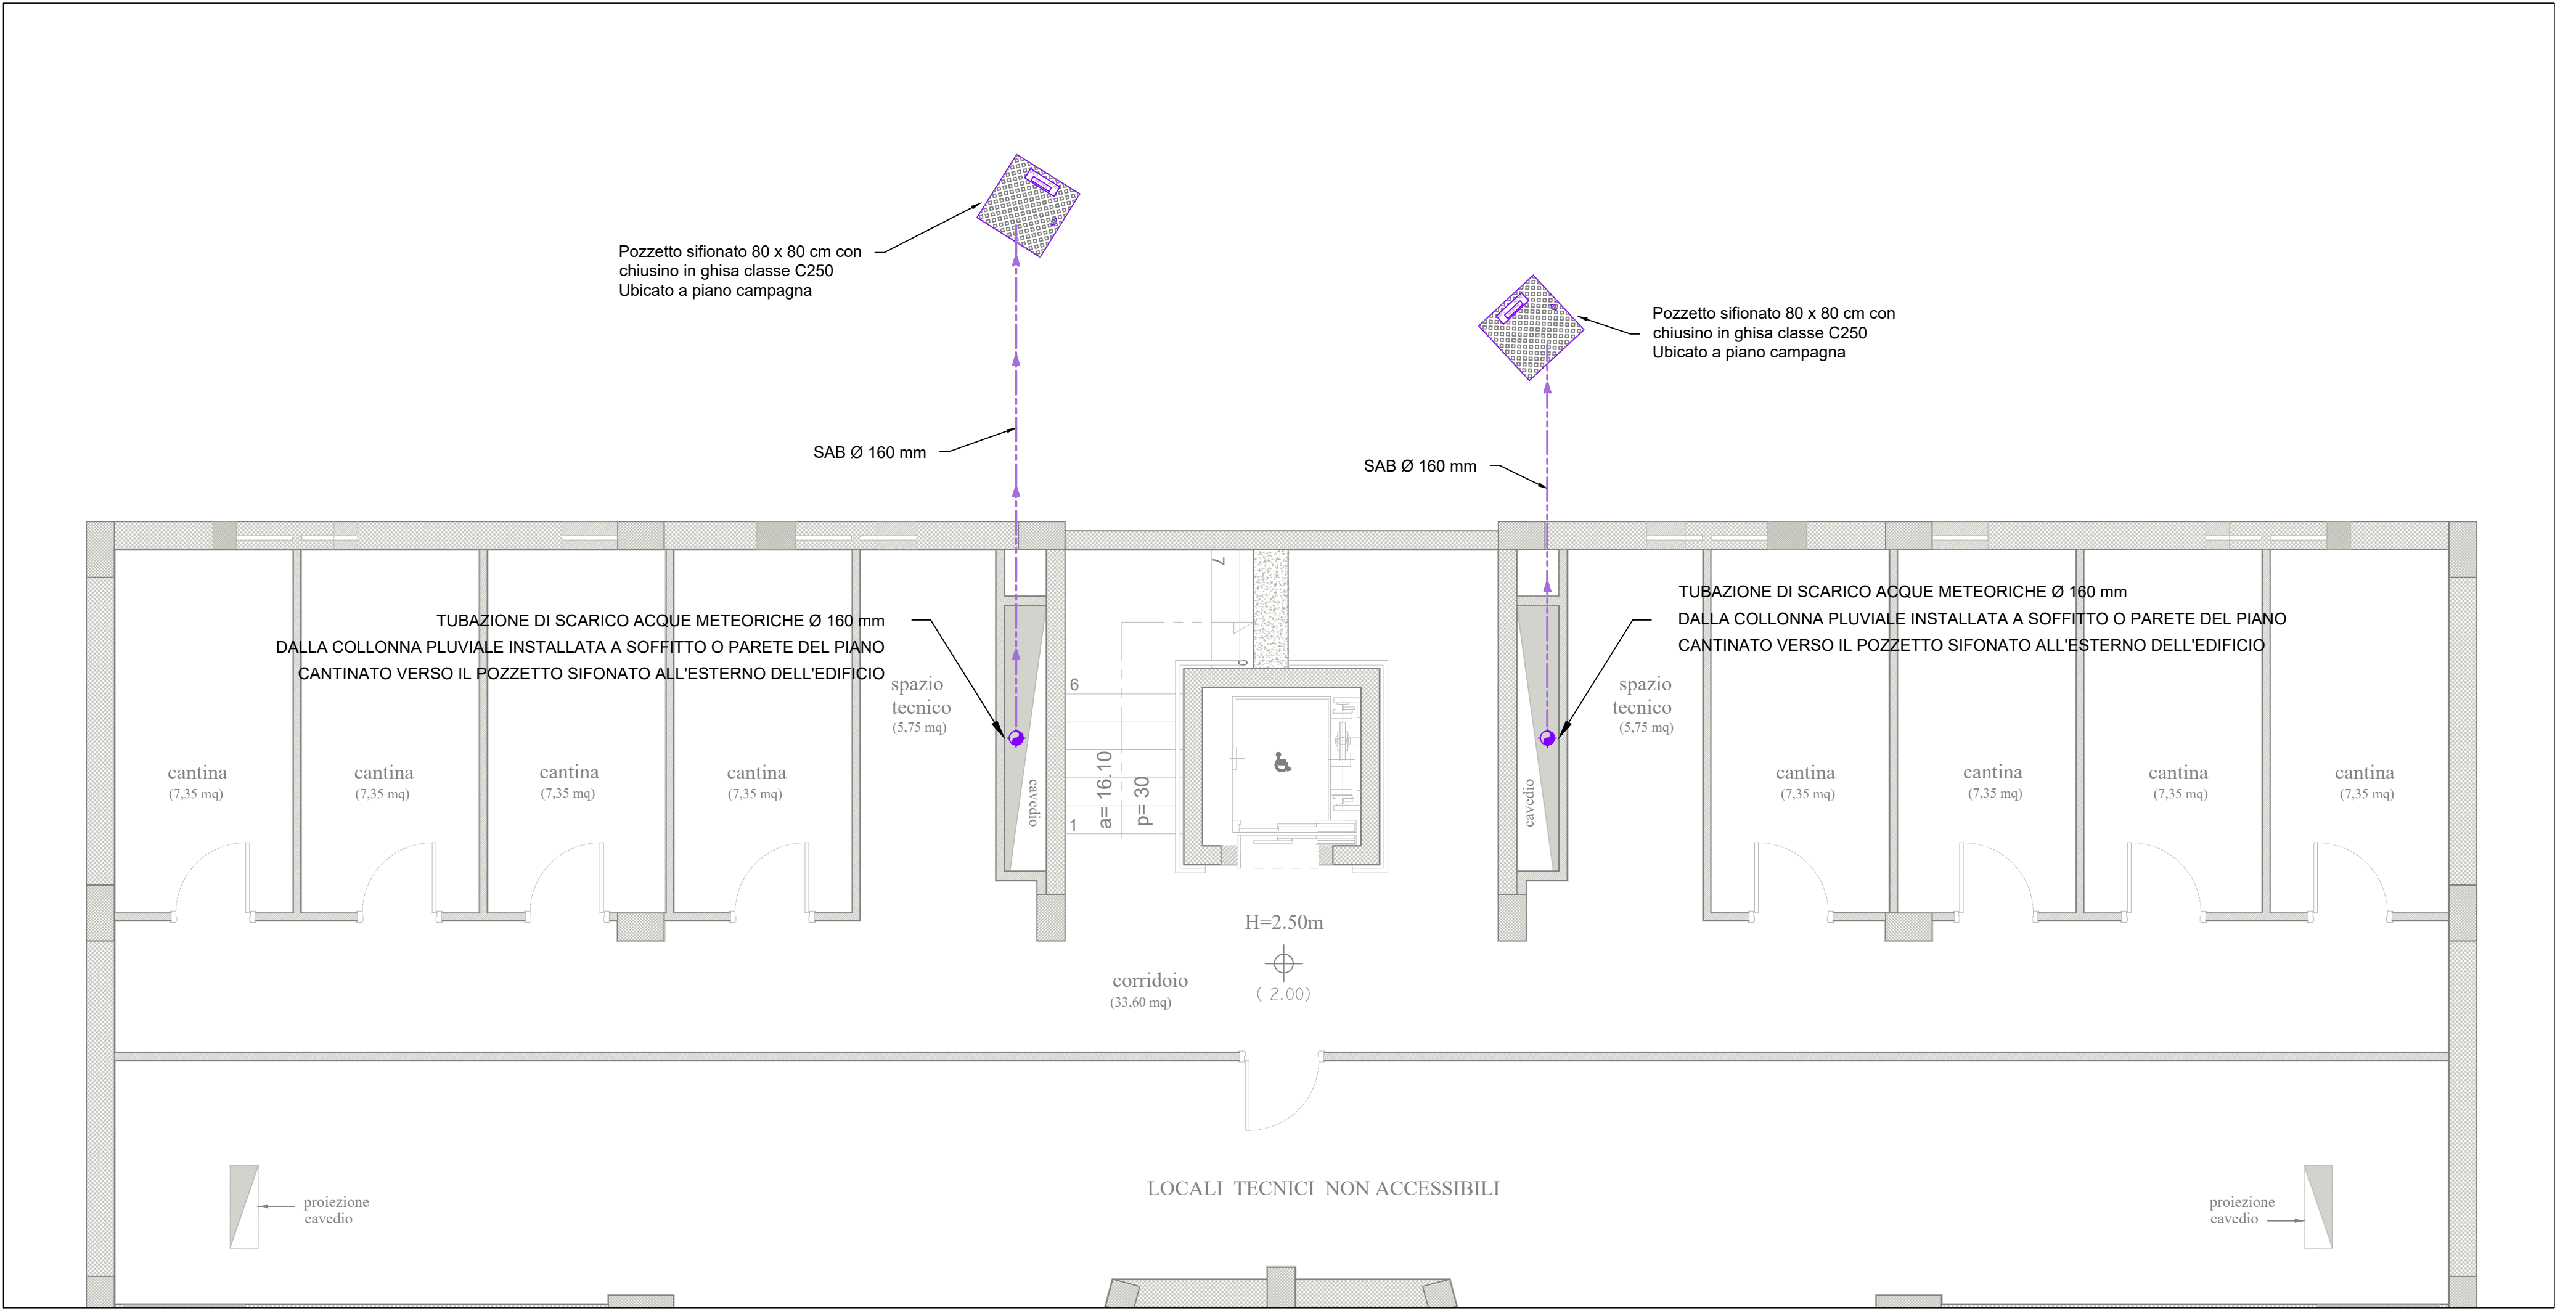 Pozzetto sifionato 80 x 80 cm con
chiusino in ghisa classe C250
Ubicato a piano campagna
Pozzetto sifionato 80 x 80 cm con
chiusino in ghisa classe C250
Ubicato a piano campagna
SAB Ø 160 mm
SAB Ø 160 mm
TUBAZIONE DI SCARICO ACQUE METEORICHE Ø 160 mm
DALLA COLLONNA PLUVIALE INSTALLATA A SOFFITTO O PARETE DEL PIANO
CANTINATO VERSO IL POZZETTO SIFONATO ALL'ESTERNO DELL'EDIFICIO
TUBAZIONE DI SCARICO ACQUE METEORICHE Ø 160 mm
DALLA COLLONNA PLUVIALE INSTALLATA A SOFFITTO O PARETE DEL PIANO
CANTINATO VERSO IL POZZETTO SIFONATO ALL'ESTERNO DELL'EDIFICIO
spazio
tecnico
(5,75 mq)
7
6
1
a= 16.10
p= 30
spazio
tecnico
(5,75 mq)
cantina
(7,35 mq)
cantina
(7,35 mq)
cantina
(7,35 mq)
cantina
(7,35 mq)
cavedio
cavedio
cantina
(7,35 mq)
cantina
(7,35 mq)
cantina
(7,35 mq)
cantina
(7,35 mq)
H=2.50m
(-2.00)
corridoio
(33,60 mq)
LOCALI TECNICI NON ACCESSIBILI
proiezione
cavedio
proiezione
cavedio